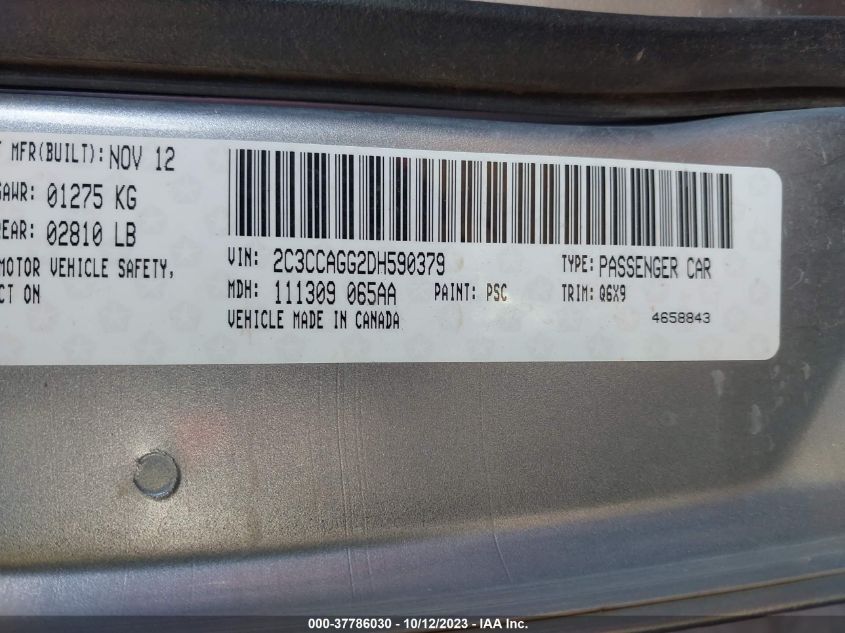 MFR(BUILT): NOV 12
GAWR: 01275 KG
REAR: 02810 LB
MOTOR VEHICLE SAFETY,
ON
VIN: 2C3CCAGG2DH590379 TYPE: PASSENGER CAR
MDH: 111309 065AA PAINT: PSC TRIM: Q6X9
VEHICLE MADE IN CANADA 4658843
000-37786030 - 10/12/2023 - IAA Inc.